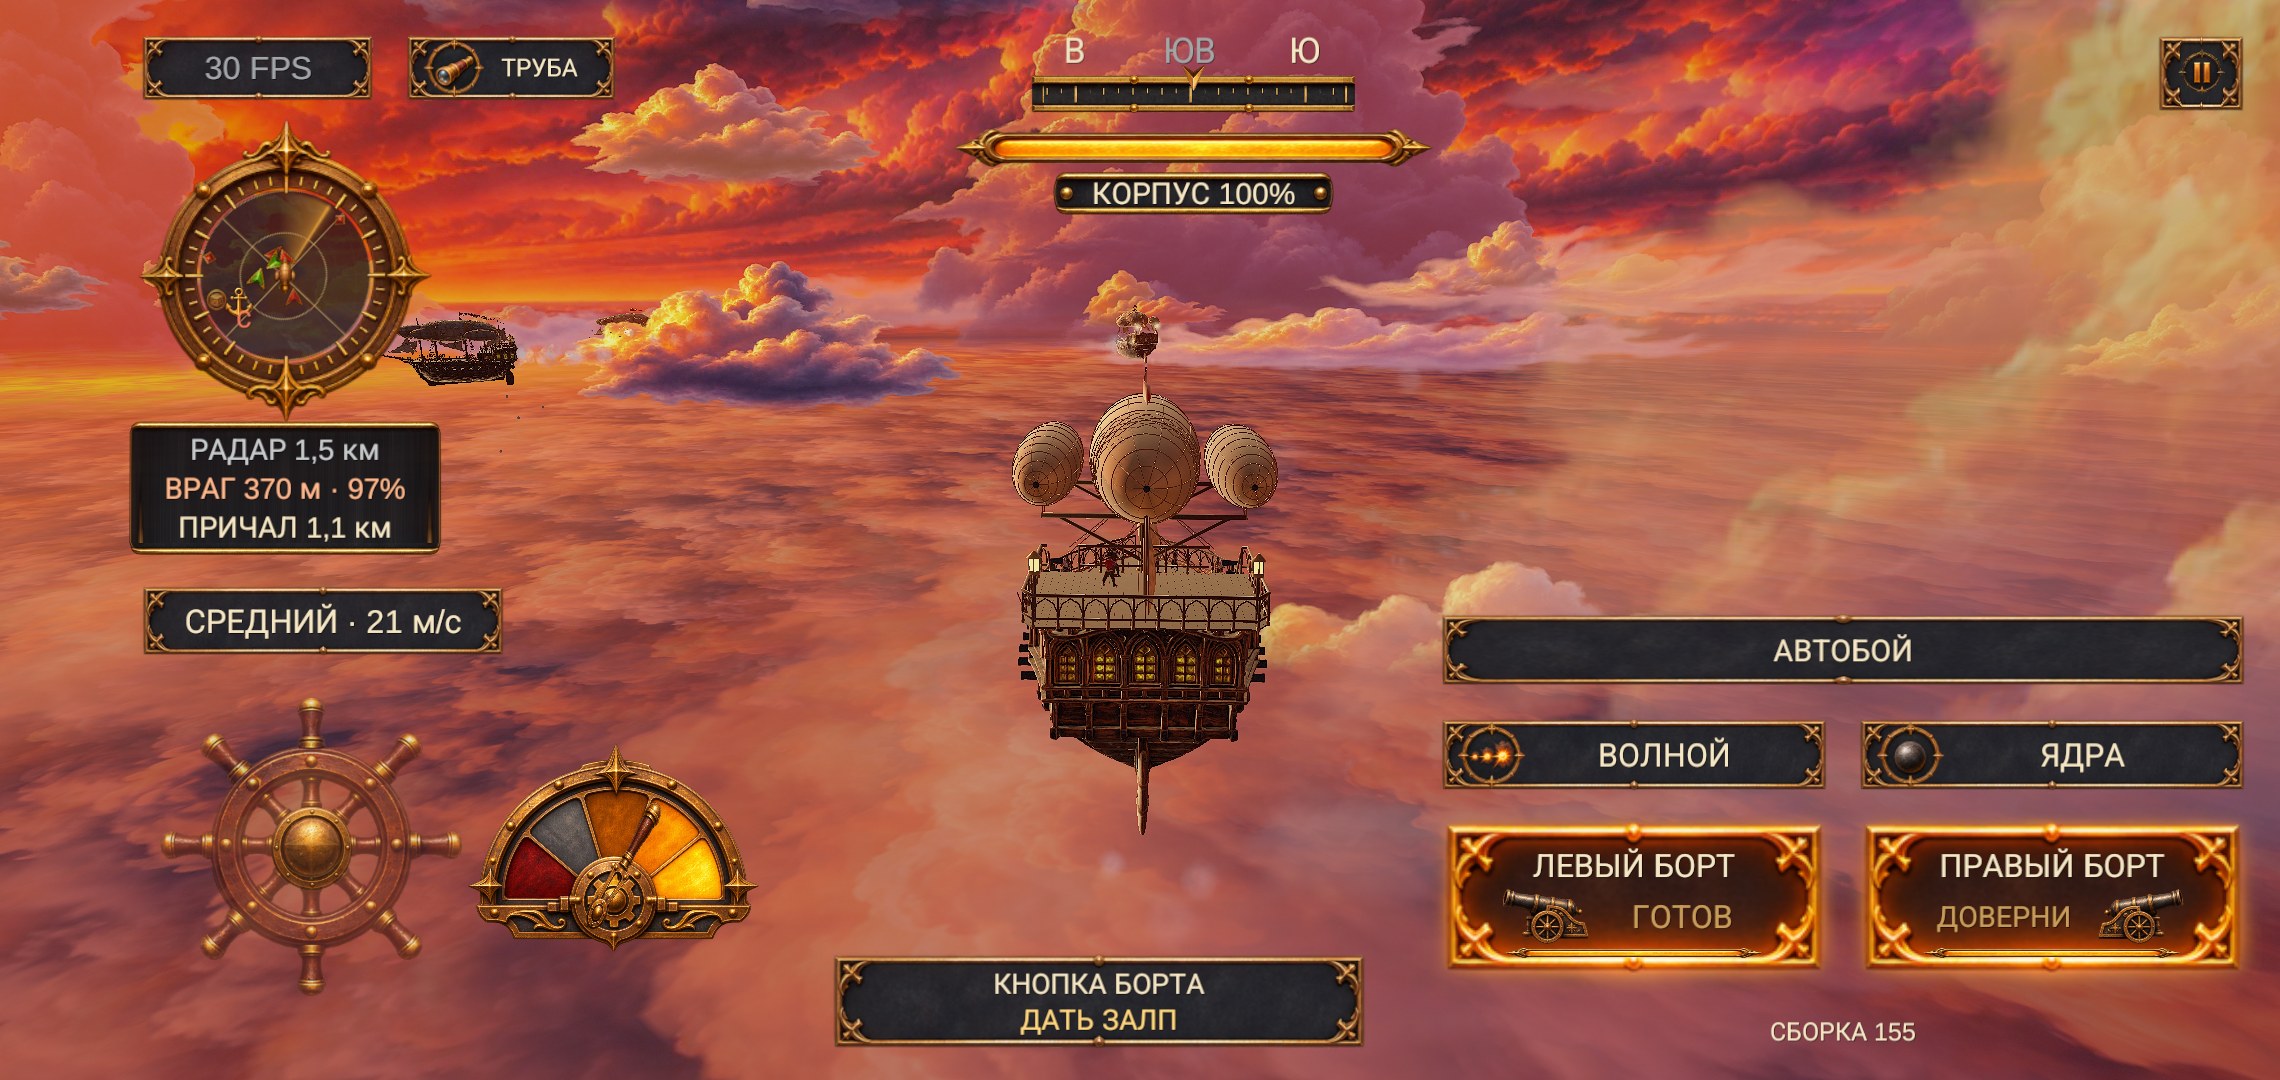 30 FPS
ТРУБА
В ЮВ Ю
КОРПУС 100%
РАДАР 1,5 км
ВРАГ 370 м · 97%
ПРИЧАЛ 1,1 км
СРЕДНИЙ · 21 м/с
АВТОБОЙ
ВОЛНОЙ
ЯДРА
ЛЕВЫЙ БОРТ
ГОТОВ
ПРАВЫЙ БОРТ
ДОВЕРНИ
КНОПКА БОРТА
ДАТЬ ЗАЛП
СБОРКА 155